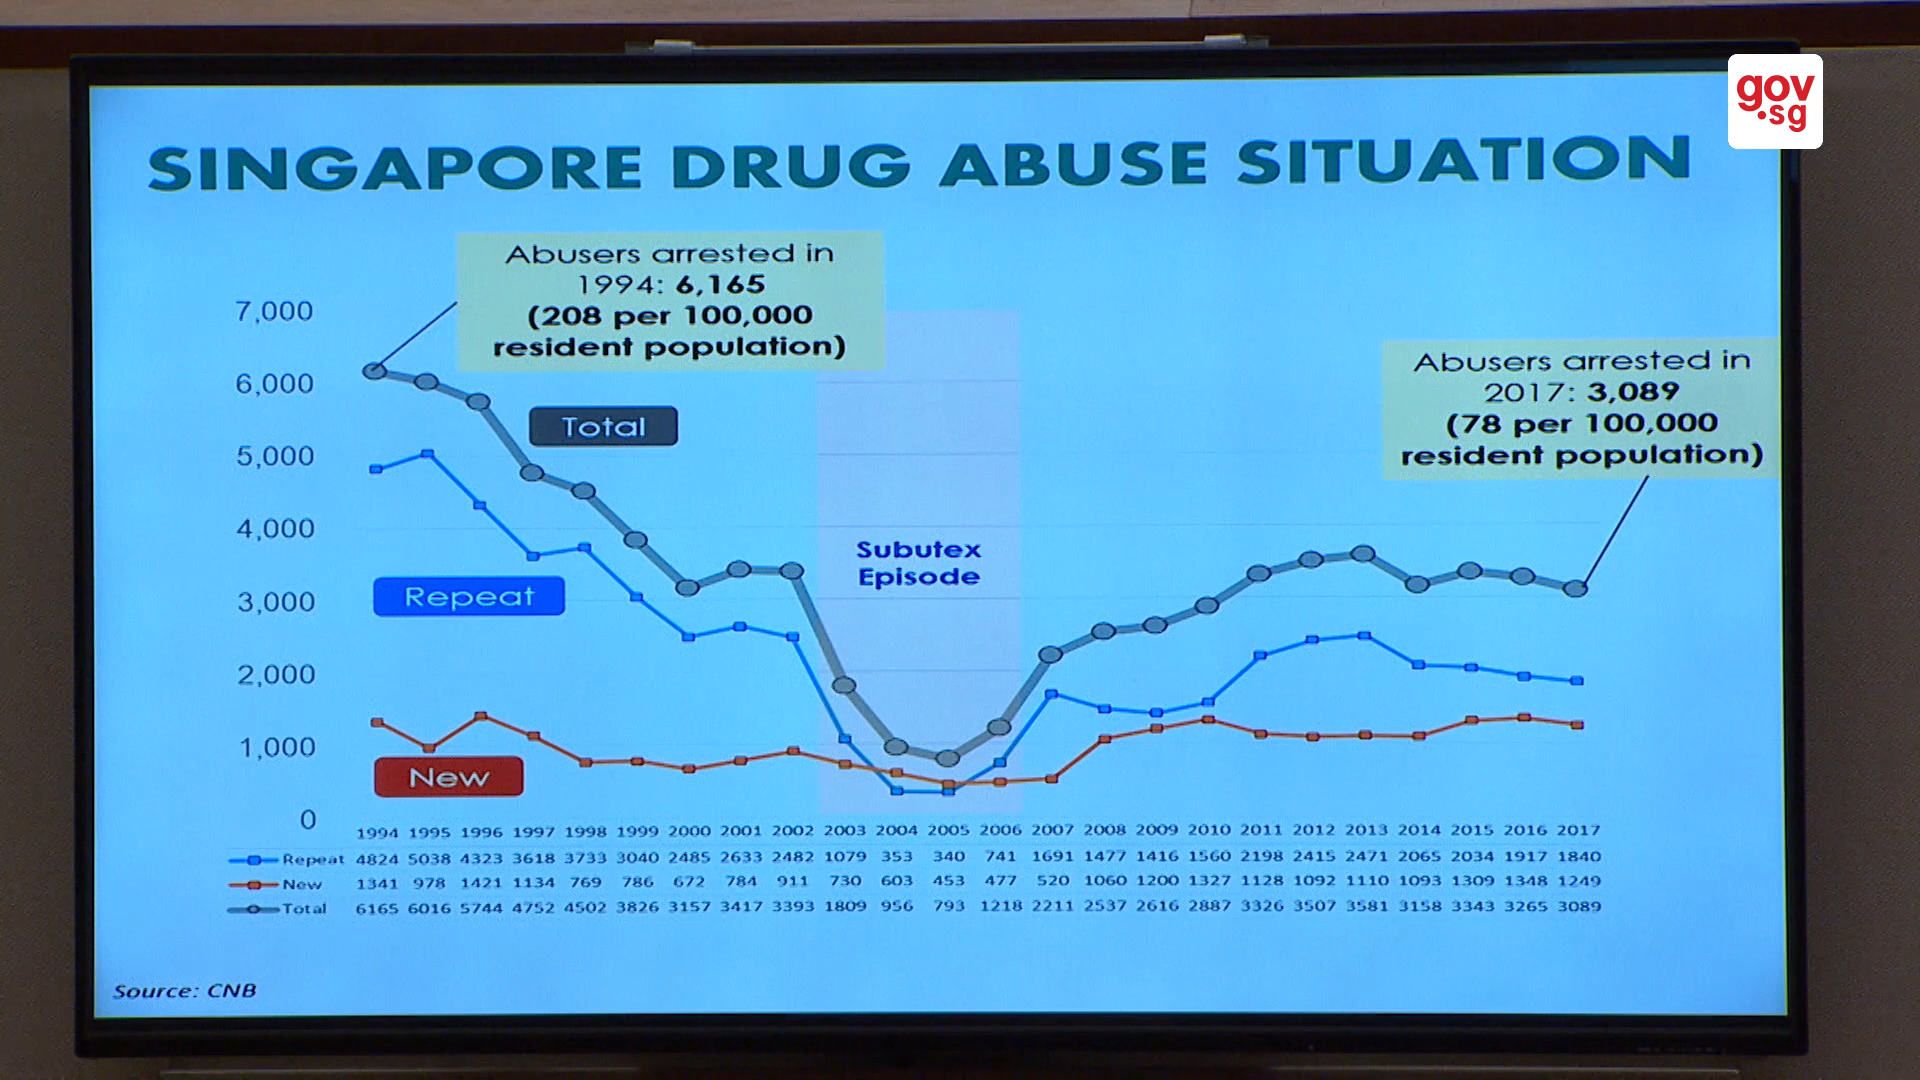 gov
.sg
SINGAPORE DRUG ABUSE SITUATION
Abusers arrested in
1994: 6,165
(208 per 100,000
resident population)
Abusers arrested in
2017: 3,089
(78 per 100,000
resident population)
7,000
6,000
5,000
4,000
3,000
2,000
1,000
0
Total
Repeat
New
Subutex
Episode
1994 1995 1996 1997 1998 1999 2000 2001 2002 2003 2004 2005 2006 2007 2008 2009 2010 2011 2012 2013 2014 2015 2016 2017
Repeat 4824 5038 4323 3618 3733 3040 2485 2633 2482 1079 353 340 741 1691 1477 1416 1560 2198 2415 2471 2065 2034 1917 1840
New 1341 978 1421 1134 769 786 672 784 911 730 603 453 477 520 1060 1200 1327 1128 1092 1110 1093 1309 1348 1249
Total 6165 6016 5744 4752 4502 3826 3157 3417 3393 1809 956 793 1218 2211 2537 2616 2887 3326 3507 3581 3158 3343 3265 3089
Source: CNB